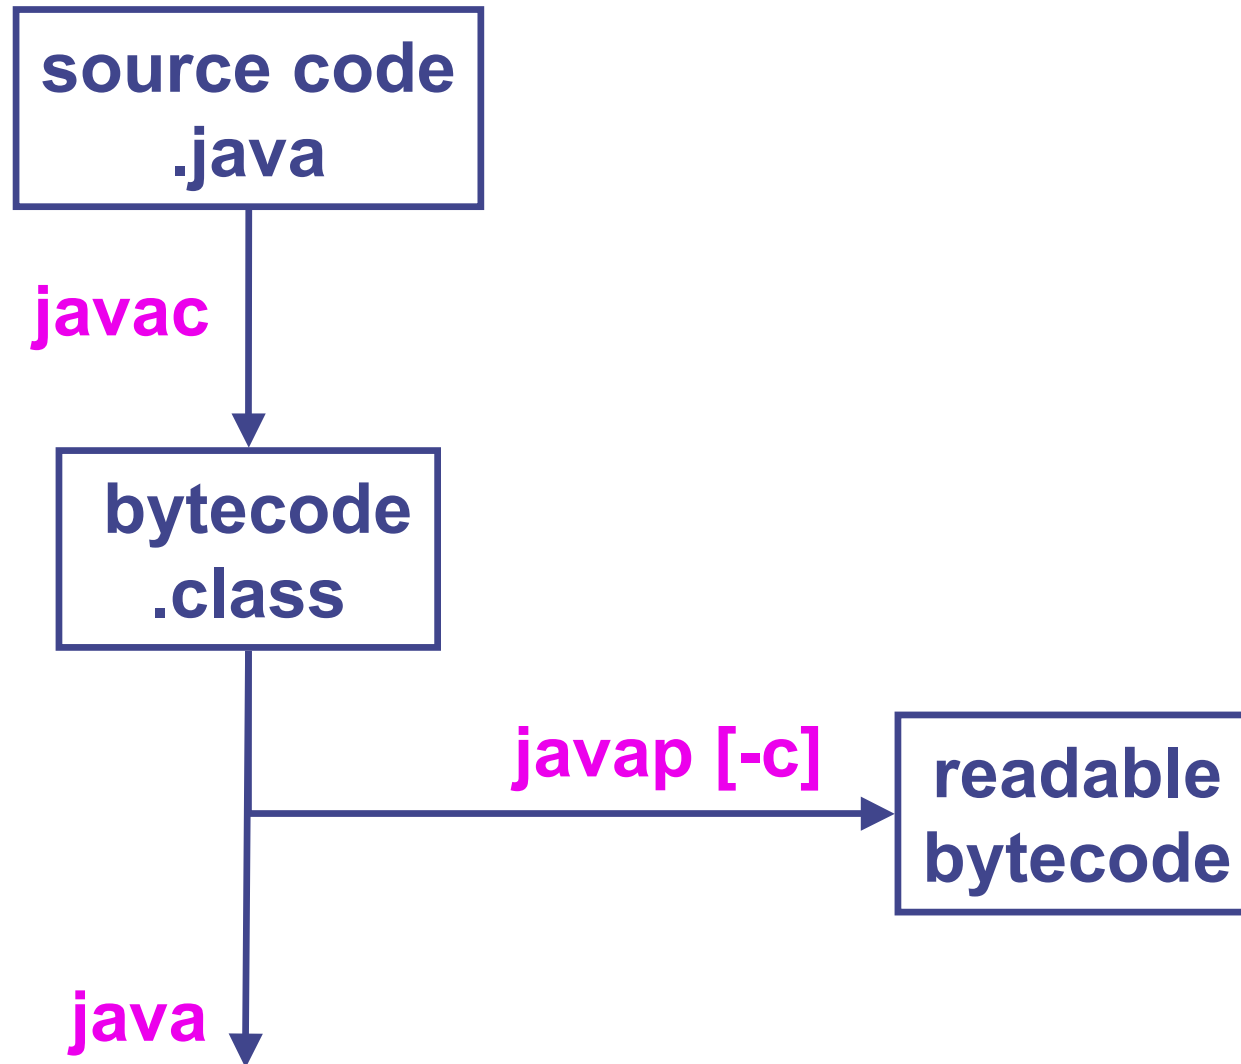 source code
.java
javac
bytecode
.class
javap [-c]
readable
bytecode
java